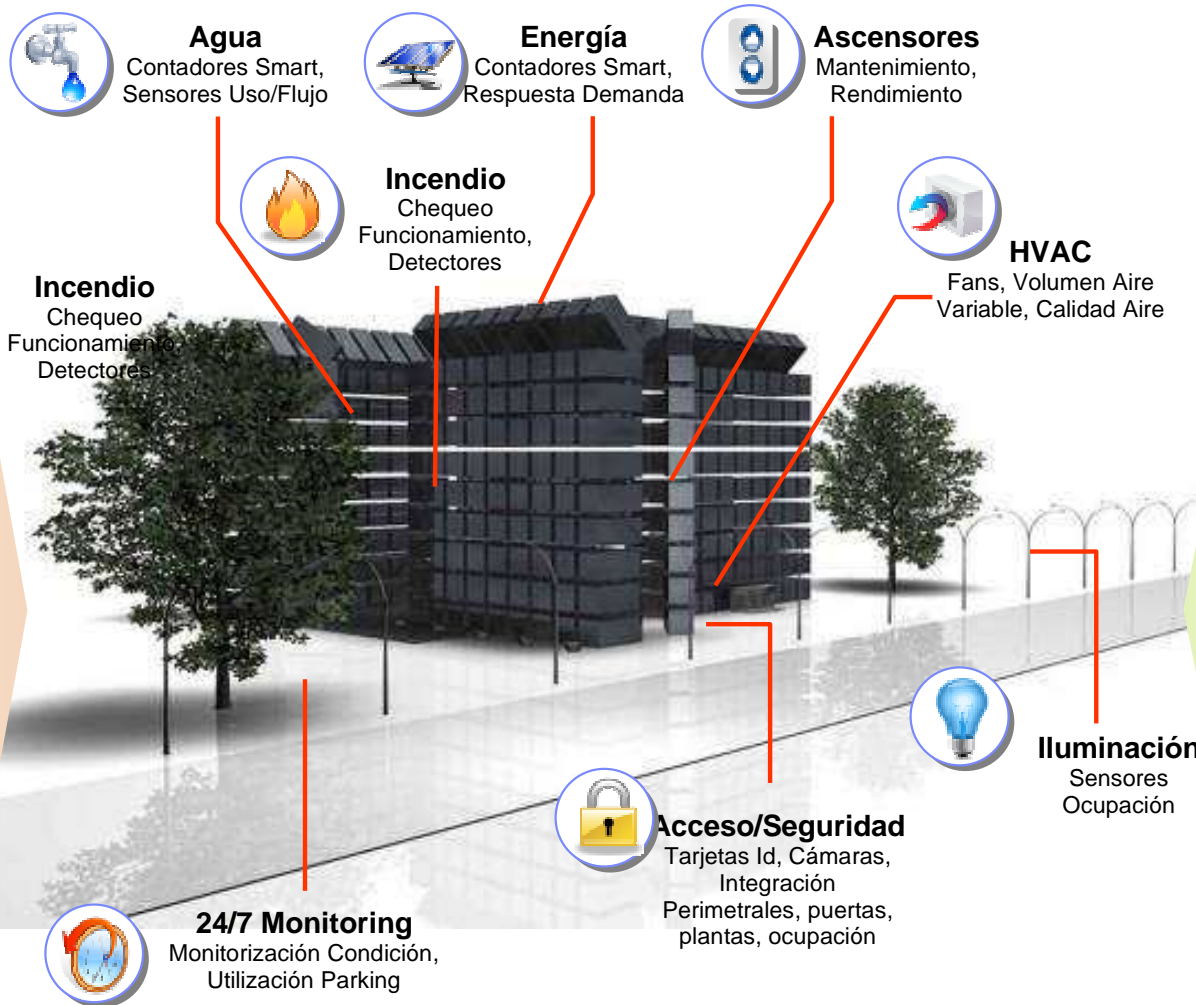 Agua
Contadores Smart,
Sensores Uso/Flujo
Energía
Contadores Smart,
Respuesta Demanda
Ascensores
Mantenimiento,
Rendimiento
Incendio
Chequeo
Funcionamiento,
Detectores
HVAC
Fans, Volumen Aire
Variable, Calidad Aire
Incendio
Chequeo
Funcionamiento,
Detectores
Iluminación
Sensores
Ocupación
Acceso/Seguridad
Tarjetas Id, Cámaras,
Integración
Perimetrales, puertas,
plantas, ocupación
24/7 Monitoring
Monitorización Condición,
Utilización Parking